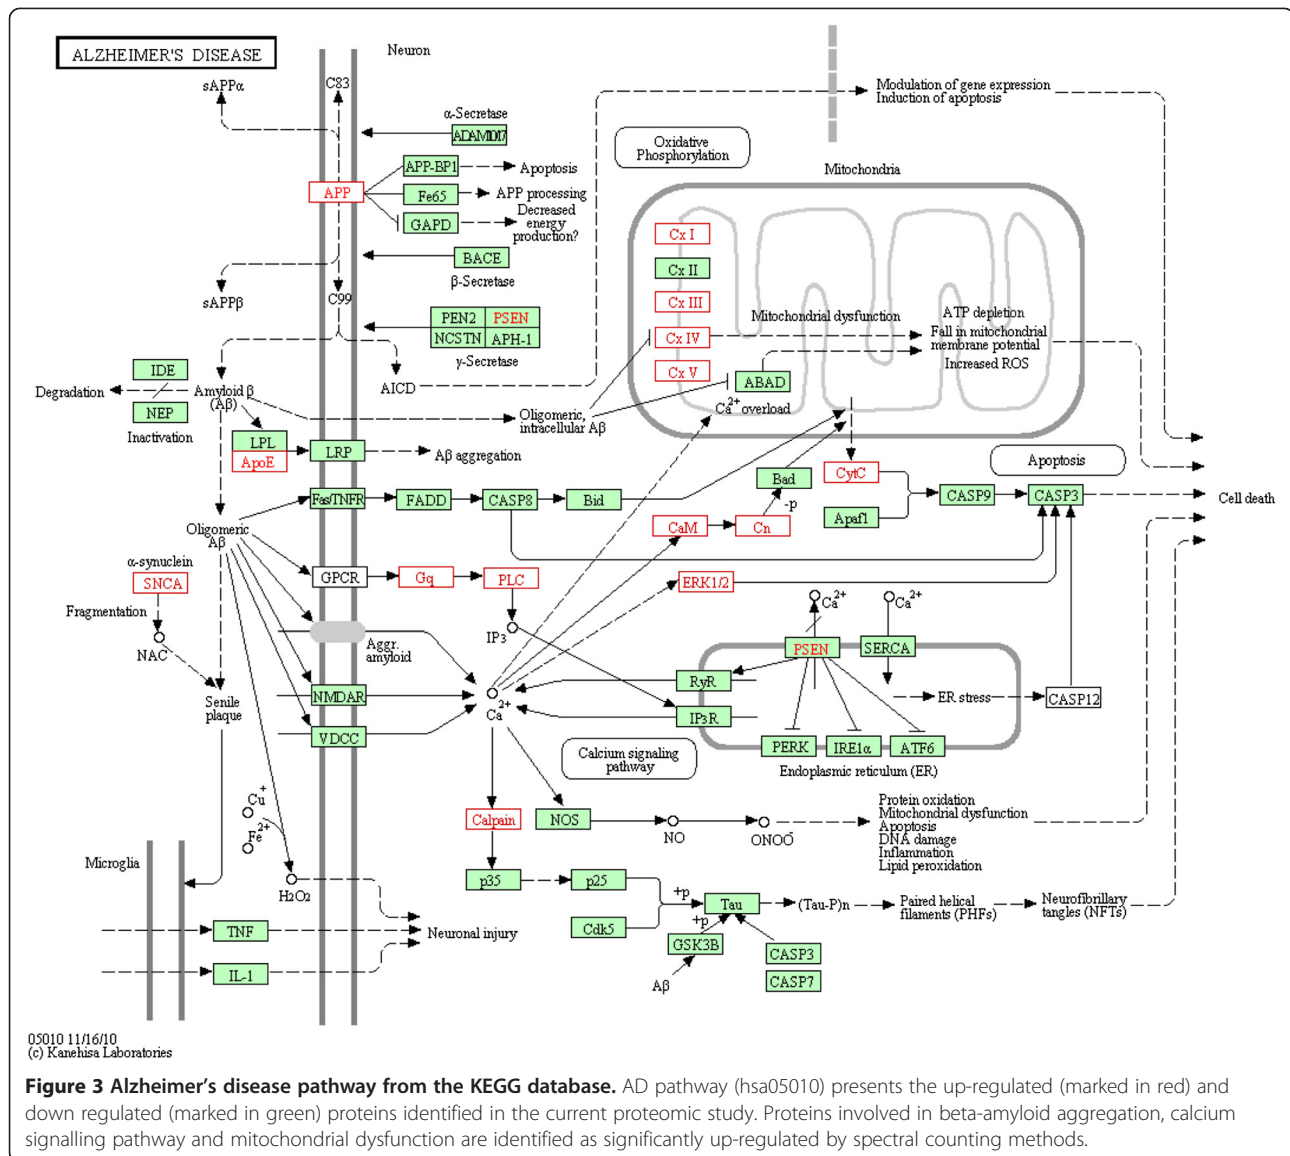 ALZHEIMER'S DISEASE
Neuron
sAPPα
C83
α-Secretase
ADAM1017
APP-BP1
Apoptosis
APP
Fe65
APP processing
GAPD
Decreased
energy
production?
BACE
β-Secretase
sAPPβ
C99
PEN2
PSEN
NCSTN
APH-1
γ-Secretase
AICD
Modulation of gene expression
Induction of apoptosis
Oxidative
Phosphorylation
Mitochondria
Cx I
Cx II
Cx III
Cx IV
Cx V
Mitochondrial dysfunction
ATP depletion
Fall in mitochondrial
membrane potential
Increased ROS
ABAD
Ca2+ overload
IDE
Degradation
Amyloid β
(Aβ)
NEP
Inactivation
Oligomeric,
intracellular Aβ
LPL
ApoE
LRP
Aβ aggregation
Bad
-p
CytC
Apoptosis
Fas/TNFR
FADD
CASP8
Bid
CaM
Cn
Apaf1
CASP9
CASP3
Cell death
Oligomeric
Aβ
α-synuclein
SNCA
GPCR
Gq
PLC
ERK1/2
Fragmentation
NAC
IP3
Aggr.
amyloid
Ca2+
Ca2+
PSEN
SERCA
RyR
ER stress
CASP12
Senile
plaque
NMDAR
Ca2+
IP3R
VDCC
PERK
IRE1α
ATF6
Calcium signaling
pathway
Endoplasmic reticulum (ER)
Cu+
Fe2+
Calpain
NOS
NO
ONOO-
Protein oxidation
Mitochondrial dysfunction
Apoptosis
DNA damage
Inflammation
Lipid peroxidation
Microglia
H2O2
p35
p25
+p
Tau
(Tau-P)n
Paired helical
filaments (PHFs)
Neurofibrillary
tangles (NFTs)
TNF
Neuronal injury
Cdk5
+p
GSK3B
CASP3
IL-1
Aβ
CASP7
05010 11/16/10
(c) Kanehisa Laboratories
Figure 3 Alzheimer's disease pathway from the KEGG database. AD pathway (hsa05010) presents the up-regulated (marked in red) and
down regulated (marked in green) proteins identified in the current proteomic study. Proteins involved in beta-amyloid aggregation, calcium
signalling pathway and mitochondrial dysfunction are identified as significantly up-regulated by spectral counting methods.